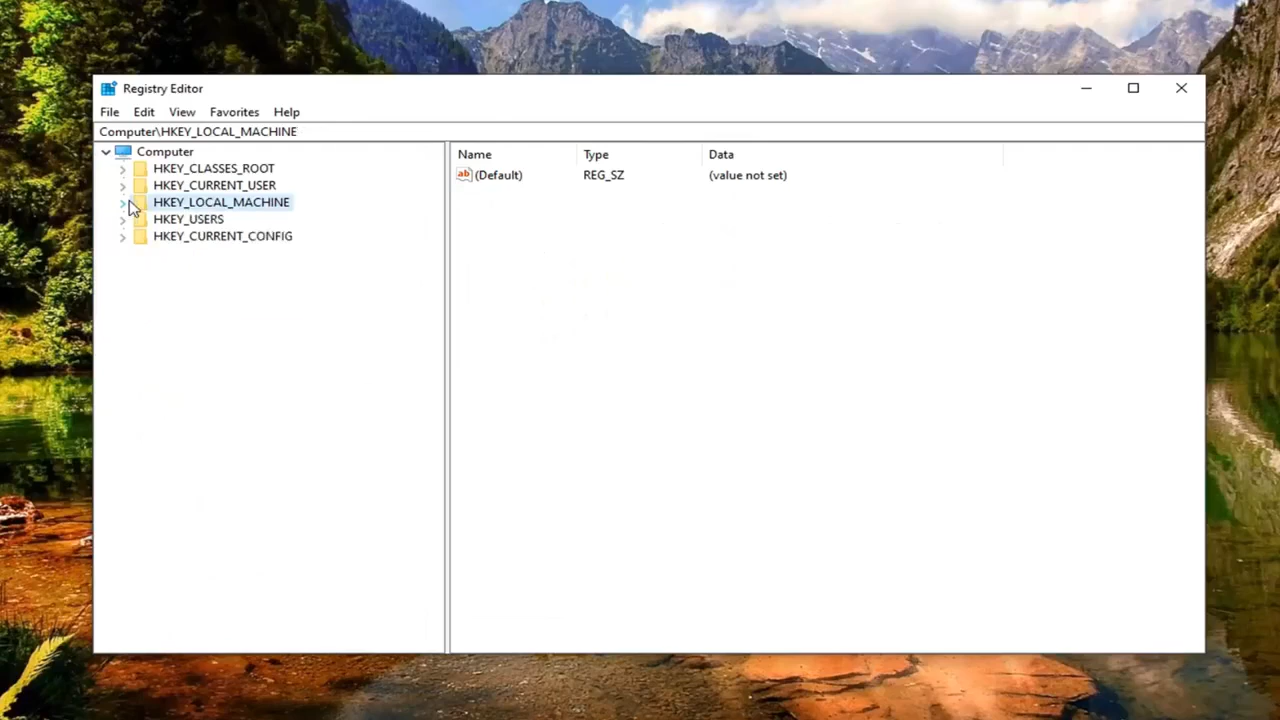 Registry Editor
File Edit View Favorites Help
Computer\HKEY_LOCAL_MACHINE
Computer
HKEY_CLASSES_ROOT
HKEY_CURRENT_USER
HKEY_LOCAL_MACHINE
HKEY_USERS
HKEY_CURRENT_CONFIG
Name Type Data
ab (Default) REG_SZ (value not set)